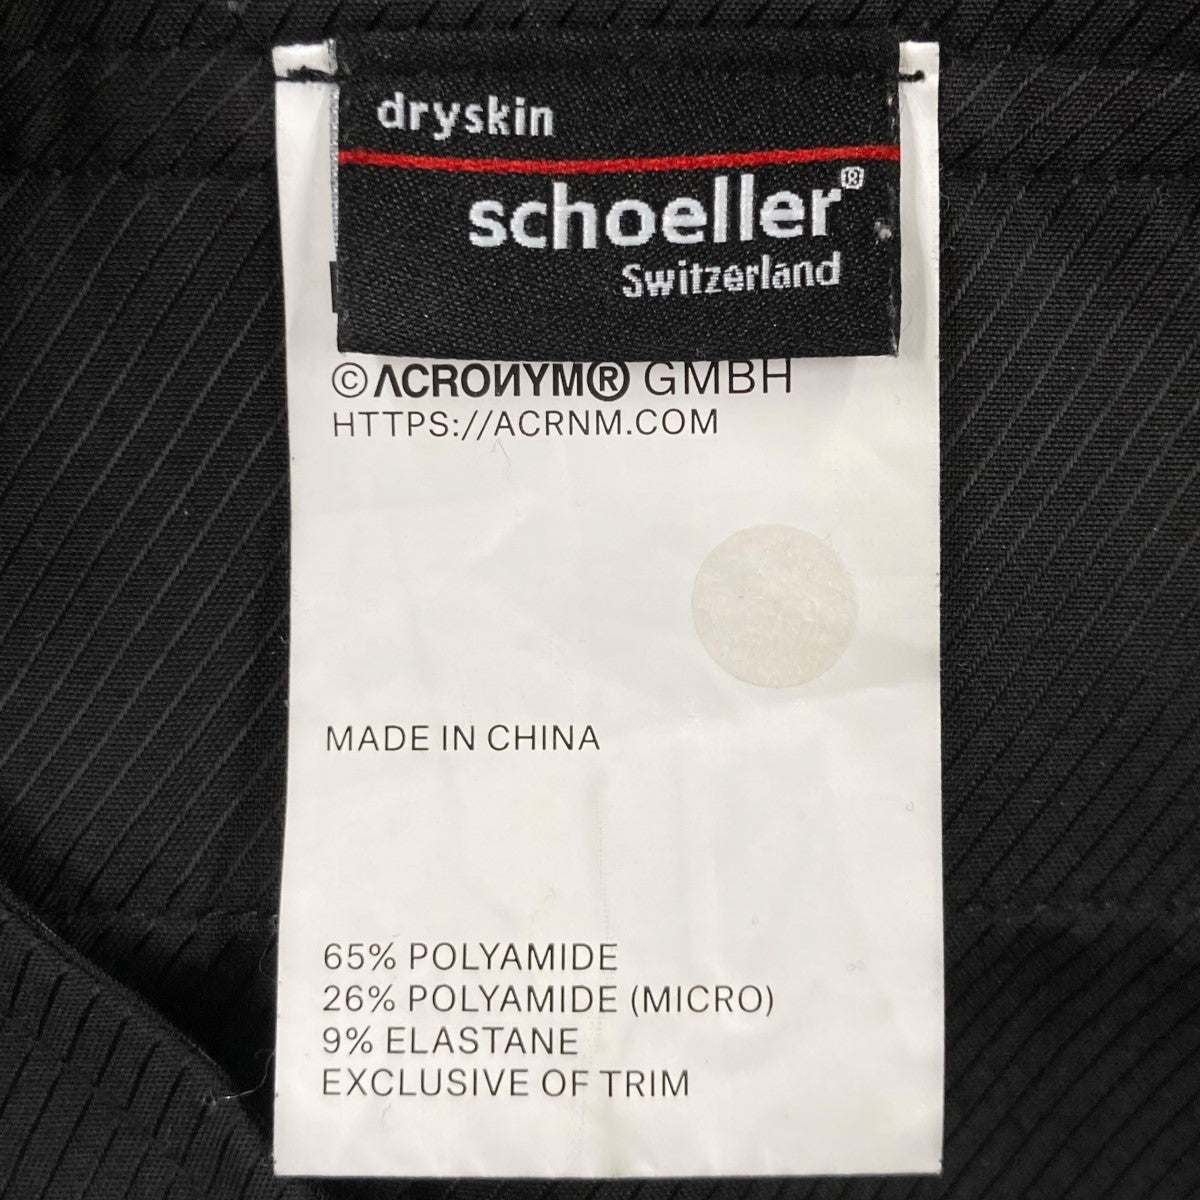 dryskin
schoeller®
Switzerland
©ACRONYM® GMBH
HTTPS://ACRNM.COM
MADE IN CHINA
65% POLYAMIDE
26% POLYAMIDE (MICRO)
9% ELASTANE
EXCLUSIVE OF TRIM